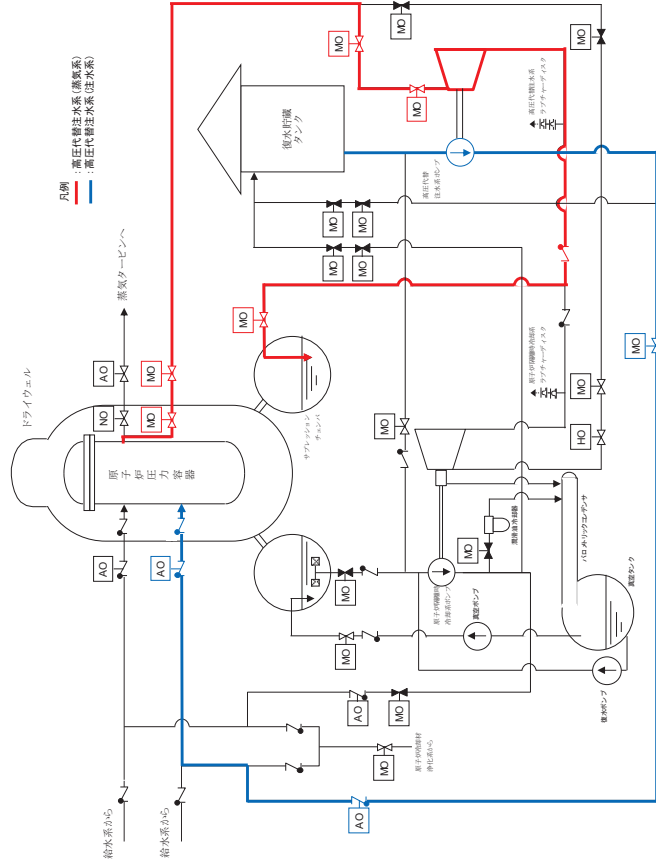 凡例
：高圧代替注水系（蒸気系）
：高圧代替注水系（注水系）
ドライウェル
蒸気タービンへ
原子炉圧力容器
サプレッション
チェンバ
復水貯蔵
タンク
高圧代替
注水系ポンプ
高圧代替注水系
ラプチャーディスク
原子炉隔離時冷却系
ラプチャーディスク
原子炉隔離時
冷却系ポンプ
潤滑油冷却器
バロメトリックコンデンサ
真空タンク
真空ポンプ
復水ポンプ
原子炉冷却材
浄化系から
給水系から
給水系から
MO
MO
MO
MO
MO
MO
MO
NO
AO
MO
MO
MO
MO
MO
MO
MO
HO
MO
MO
MO
MO
AO
AO
AO
MO
MO
AO